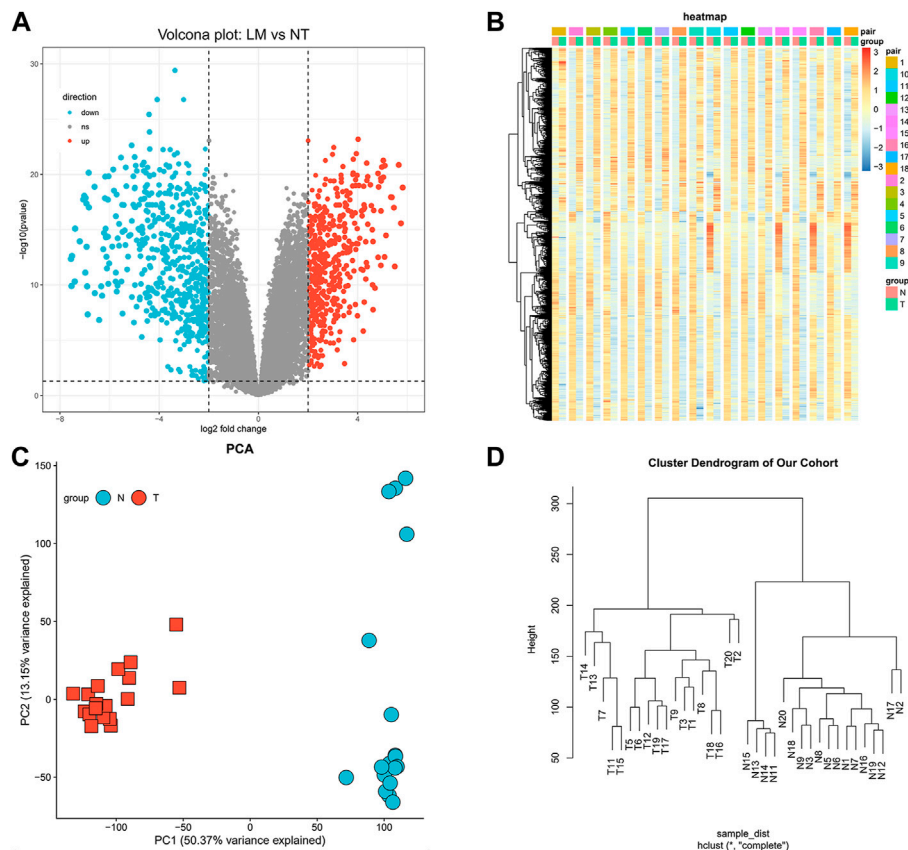 A
Volcona plot: LM vs NT
30
20
10
0
−log10(pvalue)
direction
down
ns
up
−8
−4
0
4
log2 fold change
B
heatmap
pair
group
3
2
1
0
−1
−2
−3
pair
1
10
11
12
13
14
15
16
17
18
2
3
4
5
6
7
8
9
group
N
T
C
PCA
group N T
150
100
50
0
−50
PC2 (13.15% variance explained)
−100
−50
0
50
100
PC1 (50.37% variance explained)
D
Cluster Dendrogram of Our Cohort
300
250
200
150
100
50
Height
T14
T13
T7
T11
T15
T5
T6
T12
T19
T17
T9
T3
T1
T8
T18
T16
T20
T2
N15
N13
N14
N11
N20
N18
N9
N3
N8
N5
N6
N1
N7
N16
N19
N12
N17
N2
sample_dist
hclust (*, "complete")